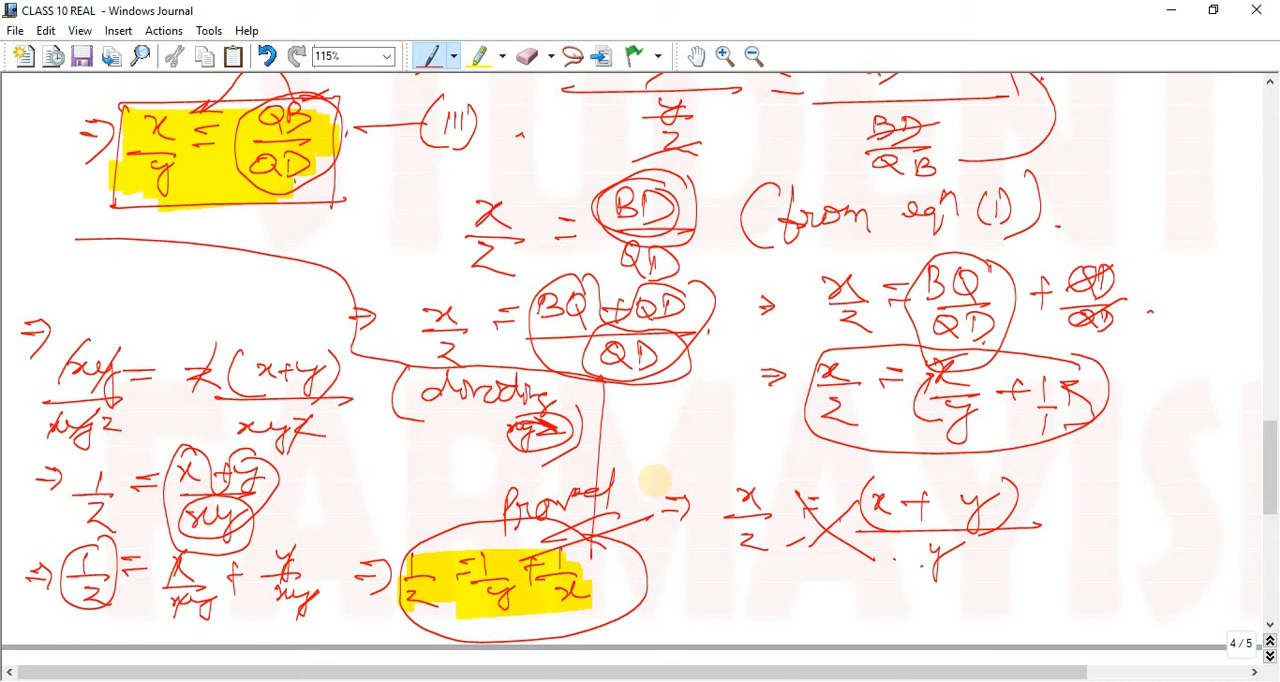 CLASS 10 REAL - Windows Journal
File Edit View Insert Actions Tools Help
115%
⇒ x/y = QB/QD ← (III)
y/z
BD/QB
x/z = BD/QD (from eqn (I)).
⇒ x/z = BQ + QD/QD ⇒ x/z = BQ/QD + QD/QD
⇒ x/z = x/y + 1/1
⇒ xy/xyz = z(x+y)/xyz (dividing xyz)
⇒ 1/z = x+y/xy
⇒ x/z = (x + y)/y
⇒ 1/z = x/xy + y/xy ⇒ 1/z = 1/y + 1/x
proved
4 / 5